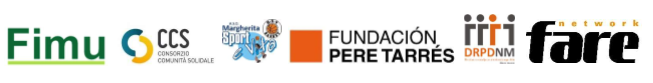 Fimu
CCS
CONSORZIO
COMUNITÀ SOLIDALE
A.S.D.
Margherita
Sport
FUNDACIÓN
PERE TARRÉS
DRPDNM
network
fare